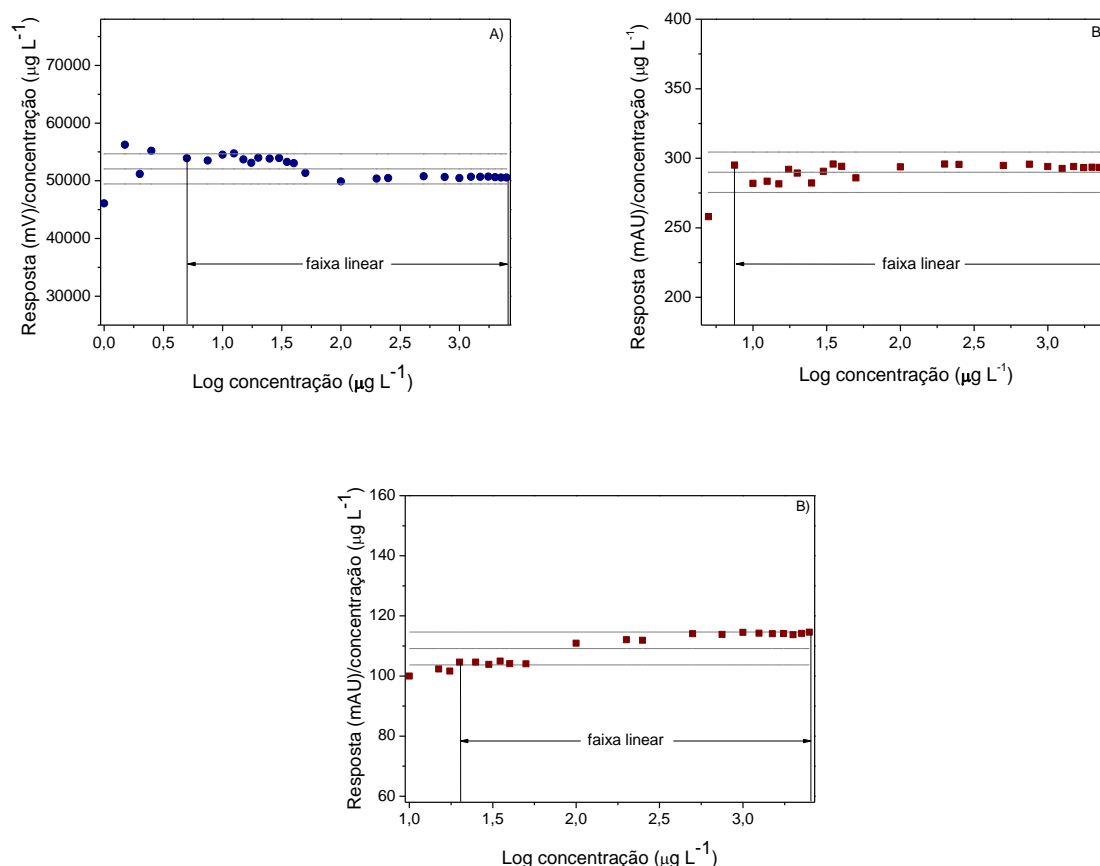 A)
Resposta (mV)/concentração (µg L⁻¹)
70000
60000
50000
40000
30000
faixa linear
0,0 0,5 1,0 1,5 2,0 2,5 3,0
Log concentração (µg L⁻¹)
B
Resposta (mAU)/concentração (µg L⁻¹)
400
350
300
250
200
faixa linear
1,0 1,5 2,0 2,5 3,0
Log concentração (µg L⁻¹)
B)
Resposta (mAU)/concentração (µg L⁻¹)
160
140
120
100
80
60
faixa linear
1,0 1,5 2,0 2,5 3,0
Log concentração (µg L⁻¹)